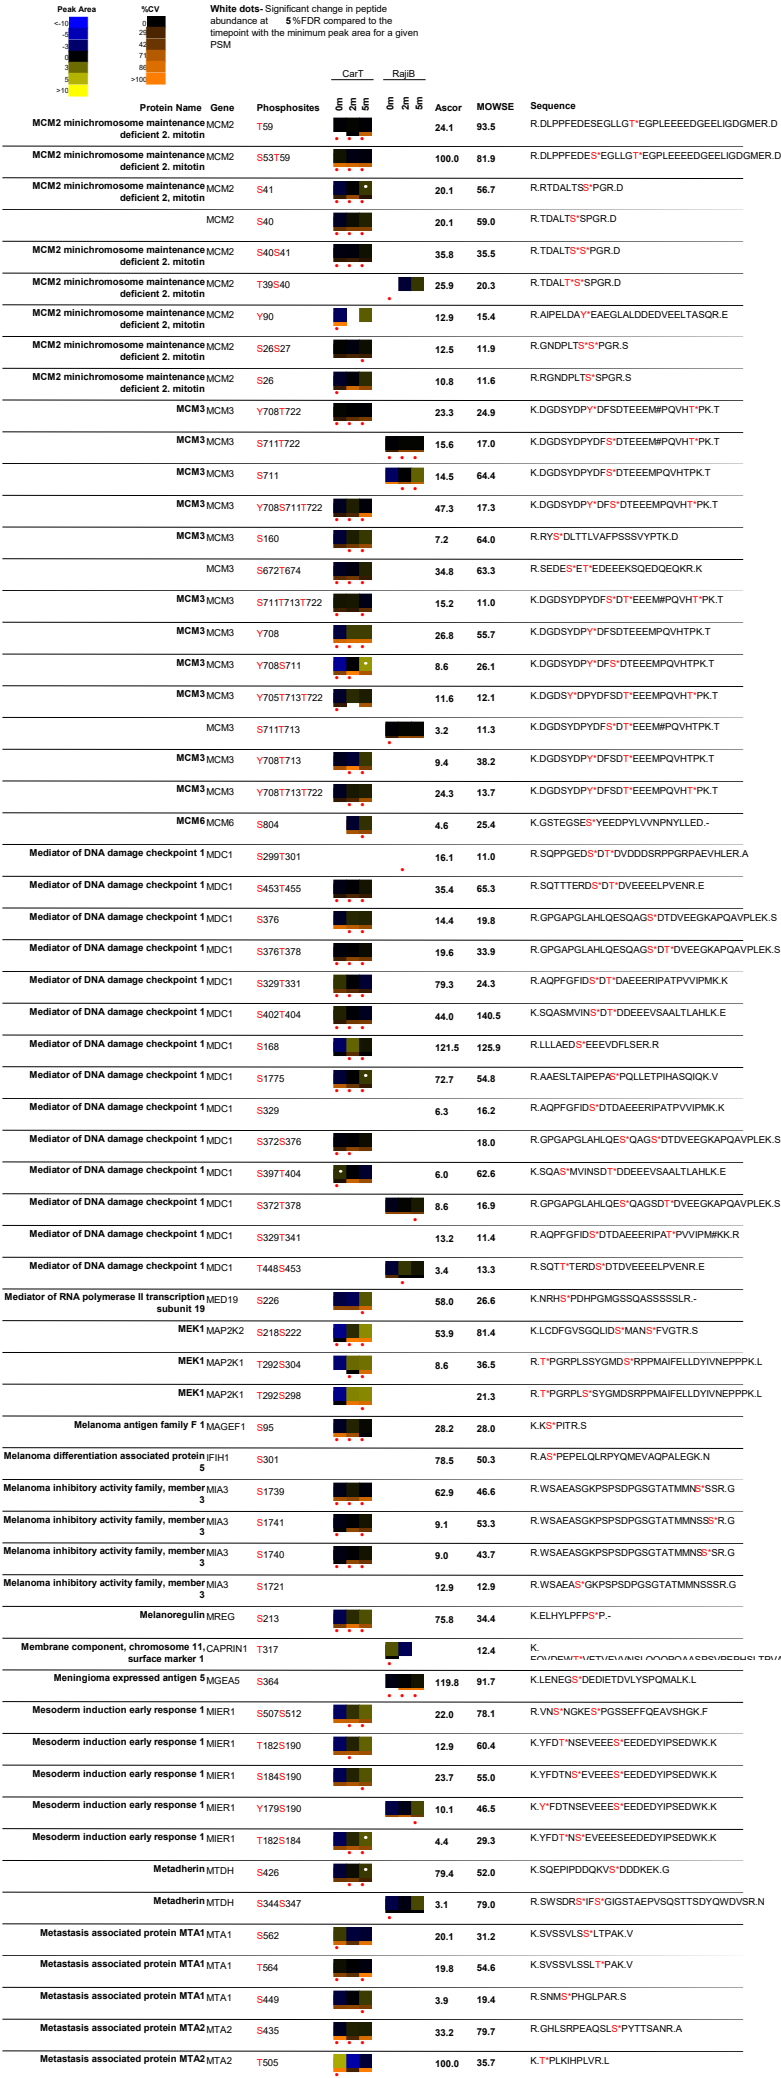 Peak Area
%CV
White dots- Significant change in peptide
abundance at 5 %FDR compared to the
timepoint with the minimum peak area for a given
PSM
<-10
-5
-3
0
3
5
>10
0
29
42
71
86
>100
CarT RajiB
Protein Name Gene Phosphosites 0m 2m 5m 0m 2m 5m Ascor MOWSE Sequence
MCM2 minichromosome maintenance deficient 2. mitotin MCM2 T59 24.1 93.5 R.DLPPFEDESEGLLGT*EGPLEEEEDGEELIGDGMER.D
MCM2 minichromosome maintenance deficient 2. mitotin MCM2 S53T59 100.0 81.9 R.DLPPFEDES*EGLLGT*EGPLEEEEDGEELIGDGMER.D
MCM2 minichromosome maintenance deficient 2. mitotin MCM2 S41 20.1 56.7 R.RTDALTSS*PGR.D
MCM2 S40 20.1 59.0 R.TDALTS*SPGR.D
MCM2 minichromosome maintenance deficient 2. mitotin MCM2 S40S41 35.8 35.5 R.TDALTS*S*PGR.D
MCM2 minichromosome maintenance deficient 2. mitotin MCM2 T39S40 25.9 20.3 R.TDALT*S*SPGR.D
MCM2 minichromosome maintenance deficient 2. mitotin MCM2 Y90 12.9 15.4 R.AIPELDAY*EAEGLALDDEDVEELTASQR.E
MCM2 minichromosome maintenance deficient 2. mitotin MCM2 S26S27 12.5 11.9 R.GNDPLTS*S*PGR.S
MCM2 minichromosome maintenance deficient 2. mitotin MCM2 S26 10.8 11.6 R.RGNDPLTS*SPGR.S
MCM3 MCM3 Y708T722 23.3 24.9 K.DGDSYDPY*DFSDTEEEM#PQVHT*PK.T
MCM3 MCM3 S711T722 15.6 17.0 K.DGDSYDPYDFS*DTEEEM#PQVHT*PK.T
MCM3 MCM3 S711 14.5 64.4 K.DGDSYDPYDFS*DTEEEMPQVHTPK.T
MCM3 MCM3 Y708S711T722 47.3 17.3 K.DGDSYDPY*DFS*DTEEEMPQVHT*PK.T
MCM3 MCM3 S160 7.2 64.0 R.RYS*DLTTLVAFPSSSVYPTK.D
MCM3 S672T674 34.8 63.3 R.SEDES*ET*EDEEEKSQEDQEQKR.K
MCM3 MCM3 S711T713T722 15.2 11.0 K.DGDSYDPYDFS*DT*EEEM#PQVHT*PK.T
MCM3 MCM3 Y708 26.8 55.7 K.DGDSYDPY*DFSDTEEEMPQVHTPK.T
MCM3 MCM3 Y708S711 8.6 26.1 K.DGDSYDPY*DFS*DTEEEMPQVHTPK.T
MCM3 MCM3 Y705T713T722 11.6 12.1 K.DGDSY*DPYDFSDT*EEEMPQVHT*PK.T
MCM3 S711T713 3.2 11.3 K.DGDSYDPYDFS*DT*EEEM#PQVHTPK.T
MCM3 MCM3 Y708T713 9.4 38.2 K.DGDSYDPY*DFSDT*EEEMPQVHTPK.T
MCM3 MCM3 Y708T713T722 24.3 13.7 K.DGDSYDPY*DFSDT*EEEMPQVHT*PK.T
MCM6 MCM6 S804 4.6 25.4 K.GSTEGSES*YEEDPYLVVNPNYLLED.-
Mediator of DNA damage checkpoint 1 MDC1 S299T301 16.1 11.0 R.SQPPGEDS*DT*DVDDDSRPPGRPAEVHLER.A
Mediator of DNA damage checkpoint 1 MDC1 S453T455 35.4 65.3 R.SQTTTERDS*DT*DVEEEELPVENR.E
Mediator of DNA damage checkpoint 1 MDC1 S376 14.4 19.8 R.GPGAPGLAHLQESQAGS*DTDVEEGKAPQAVPLEK.S
Mediator of DNA damage checkpoint 1 MDC1 S376T378 19.6 33.9 R.GPGAPGLAHLQESQAGS*DT*DVEEGKAPQAVPLEK.S
Mediator of DNA damage checkpoint 1 MDC1 S329T331 79.3 24.3 R.AQPFGFIDS*DT*DAEEERIPATPVVIPMK.K
Mediator of DNA damage checkpoint 1 MDC1 S402T404 44.0 140.5 K.SQASMVINS*DT*DDEEEVSAALTLAHLK.E
Mediator of DNA damage checkpoint 1 MDC1 S168 121.5 125.9 R.LLLAEDS*EEEVDFLSER.R
Mediator of DNA damage checkpoint 1 MDC1 S1775 72.7 54.8 R.AAESLTAIPEPAS*PQLLETPIHASQIQK.V
Mediator of DNA damage checkpoint 1 MDC1 S329 6.3 16.2 R.AQPFGFIDS*DTDAEEERIPATPVVIPMK.K
Mediator of DNA damage checkpoint 1 MDC1 S372S376 18.0 R.GPGAPGLAHLQES*QAGS*DTDVEEGKAPQAVPLEK.S
Mediator of DNA damage checkpoint 1 MDC1 S397T404 6.0 62.6 K.SQAS*MVINSDT*DDEEEVSAALTLAHLK.E
Mediator of DNA damage checkpoint 1 MDC1 S372T378 8.6 16.9 R.GPGAPGLAHLQES*QAGSDT*DVEEGKAPQAVPLEK.S
Mediator of DNA damage checkpoint 1 MDC1 S329T341 13.2 11.4 R.AQPFGFIDS*DTDAEEERIPAT*PVVIPM#KK.R
Mediator of DNA damage checkpoint 1 MDC1 T448S453 3.4 13.3 R.SQTT*TERDS*DTDVEEEELPVENR.E
Mediator of RNA polymerase II transcription subunit 19 MED19 S226 58.0 26.6 K.NRHS*PDHPGMGSSQASSSSSLR.-
MEK1 MAP2K2 S218S222 53.9 81.4 K.LCDFGVSGQLIDS*MANS*FVGTR.S
MEK1 MAP2K1 T292S304 8.6 36.5 R.T*PGRPLSSYGMDS*RPPMAIFELLDYIVNEPPPK.L
MEK1 MAP2K1 T292S298 21.3 R.T*PGRPLS*SYGMDSRPPMAIFELLDYIVNEPPPK.L
Melanoma antigen family F 1 MAGEF1 S95 28.2 28.0 K.KS*PITR.S
Melanoma differentiation associated protein 5 IFIH1 S301 78.5 50.3 R.AS*PEPELQLRPYQMEVAQPALEGK.N
Melanoma inhibitory activity family, member 3 MIA3 S1739 62.9 46.6 R.WSAEASGKPSPSDPGSGTATMMNS*SSR.G
Melanoma inhibitory activity family, member 3 MIA3 S1741 9.1 53.3 R.WSAEASGKPSPSDPGSGTATMMNSSS*R.G
Melanoma inhibitory activity family, member 3 MIA3 S1740 9.0 43.7 R.WSAEASGKPSPSDPGSGTATMMNSS*SR.G
Melanoma inhibitory activity family, member 3 MIA3 S1721 12.9 12.9 R.WSAEAS*GKPSPSDPGSGTATMMNSSSR.G
Melanoregulin MREG S213 75.8 34.4 K.ELHYLPFPS*P.-
Membrane component, chromosome 11, surface marker 1 CAPRIN1 T317 12.4 K.
Meningioma expressed antigen 5 MGEA5 S364 119.8 91.7 K.LENEGS*DEDIETDVLYSPQMALK.L
Mesoderm induction early response 1 MIER1 S507S512 22.0 78.1 R.VNS*NGKES*PGSSEFFQEAVSHGK.F
Mesoderm induction early response 1 MIER1 T182S190 12.9 60.4 K.YFDT*NSEVEEES*EEDEDYIPSEDWK.K
Mesoderm induction early response 1 MIER1 S184S190 23.7 55.0 K.YFDTNS*EVEEES*EEDEDYIPSEDWK.K
Mesoderm induction early response 1 MIER1 Y179S190 10.1 46.5 K.Y*FDTNSEVEEES*EEDEDYIPSEDWK.K
Mesoderm induction early response 1 MIER1 T182S184 4.4 29.3 K.YFDT*NS*EVEEESEEDEDYIPSEDWK.K
Metadherin MTDH S426 79.4 52.0 K.SQEPIPDDQKVS*DDDKEK.G
Metadherin MTDH S344S347 3.1 79.0 R.SWSDRS*IFS*GIGSTAEPVSQSTTSDYQWDVSR.N
Metastasis associated protein MTA1 MTA1 S562 20.1 31.2 K.SVSSVLSS*LTPAK.V
Metastasis associated protein MTA1 MTA1 T564 19.8 54.6 K.SVSSVLSSLT*PAK.V
Metastasis associated protein MTA1 MTA1 S449 3.9 19.4 R.SNMS*PHGLPAR.S
Metastasis associated protein MTA2 MTA2 S435 33.2 79.7 R.GHLSRPEAQSLS*PYTTSANR.A
Metastasis associated protein MTA2 MTA2 T505 100.0 35.7 K.T*PLKIHPLVR.L